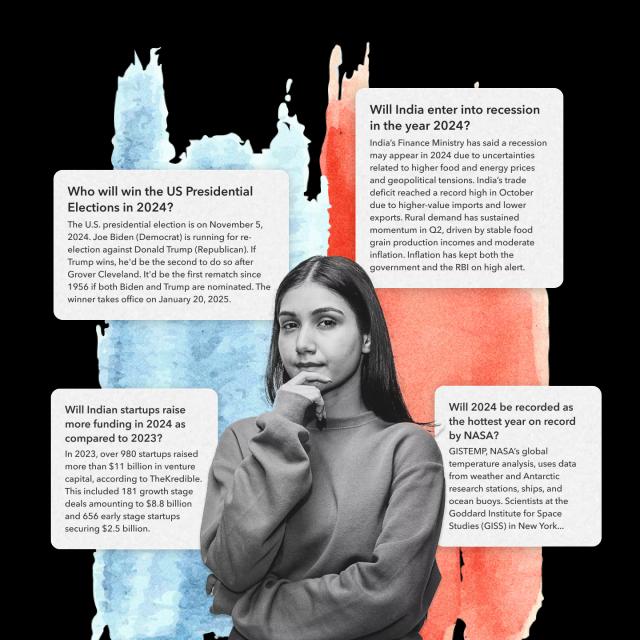 Will India enter into recession
in the year 2024?
India's Finance Ministry has said a recession
may appear in 2024 due to uncertainties
related to higher food and energy prices
and geopolitical tensions. India's trade
deficit reached a record high in October
due to higher-value imports and lower
exports. Rural demand has sustained
momentum in Q2, driven by stable food
grain production incomes and moderate
inflation. Inflation has kept both the
government and the RBI on high alert.
Who will win the US Presidential
Elections in 2024?
The U.S. presidential election is on November 5,
2024. Joe Biden (Democrat) is running for re-
election against Donald Trump (Republican). If
Trump wins, he'd be the second to do so after
Grover Cleveland. It'd be the first rematch since
1956 if both Biden and Trump are nominated. The
winner takes office on January 20, 2025.
Will Indian startups raise
more funding in 2024 as
compared to 2023?
In 2023, over 980 startups raised
more than $11 billion in venture
capital, according to TheKredible.
This included 181 growth stage
deals amounting to $8.8 billion
and 656 early stage startups
securing $2.5 billion.
Will 2024 be recorded as
the hottest year on record
by NASA?
GISTEMP, NASA's global
temperature analysis, uses data
from weather and Antarctic
research stations, ships, and
ocean buoys. Scientists at the
Goddard Institute for Space
Studies (GISS) in New York...